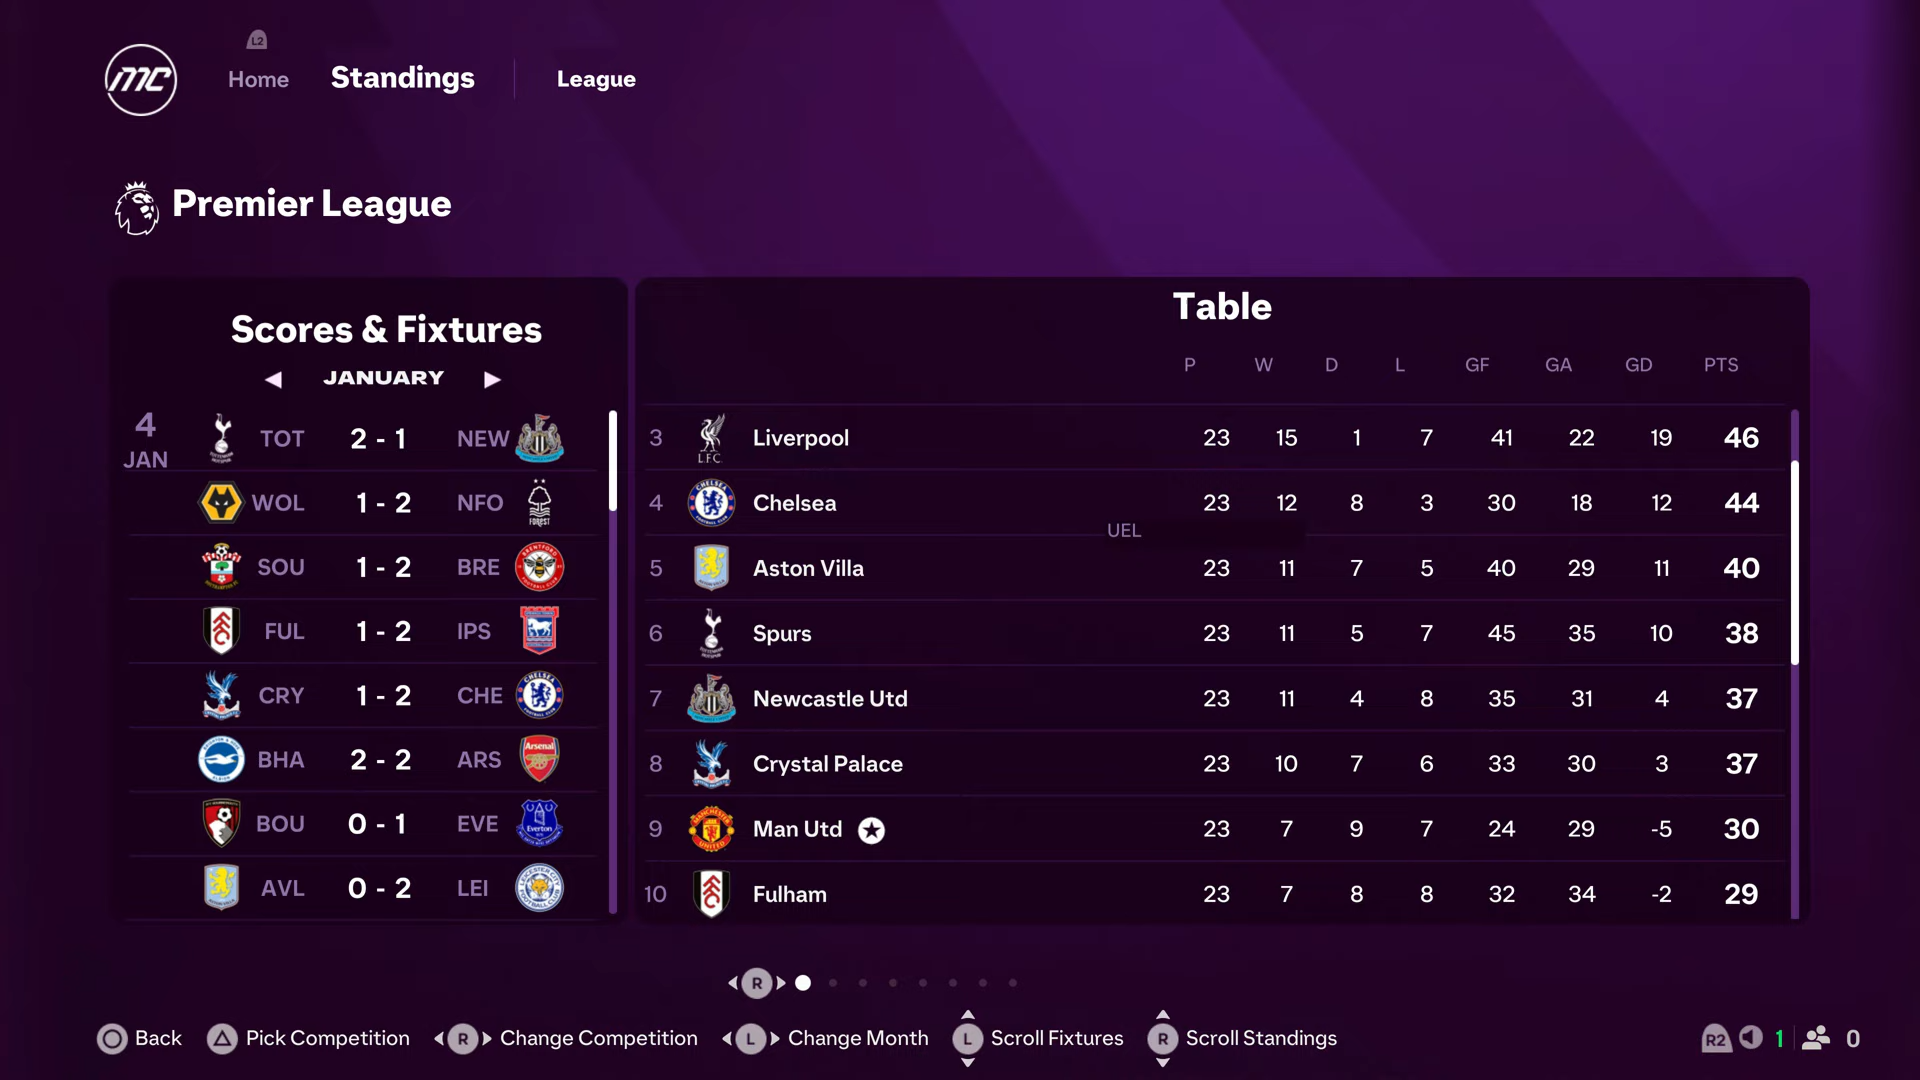 L2
MC Home Standings League
Premier League
Scores & Fixtures
JANUARY
4 JAN
TOT 2 - 1 NEW
WOL 1 - 2 NFO
SOU 1 - 2 BRE
FUL 1 - 2 IPS
CRY 1 - 2 CHE
BHA 2 - 2 ARS
BOU 0 - 1 EVE
AVL 0 - 2 LEI
Table
P W D L GF GA GD PTS
3 Liverpool 23 15 1 7 41 22 19 46
4 Chelsea 23 12 8 3 30 18 12 44
UEL
5 Aston Villa 23 11 7 5 40 29 11 40
6 Spurs 23 11 5 7 45 35 10 38
7 Newcastle Utd 23 11 4 8 35 31 4 37
8 Crystal Palace 23 10 7 6 33 30 3 37
9 Man Utd 23 7 9 7 24 29 -5 30
10 Fulham 23 7 8 8 32 34 -2 29
R
Back Pick Competition R Change Competition L Change Month L Scroll Fixtures R Scroll Standings
R2 1 0